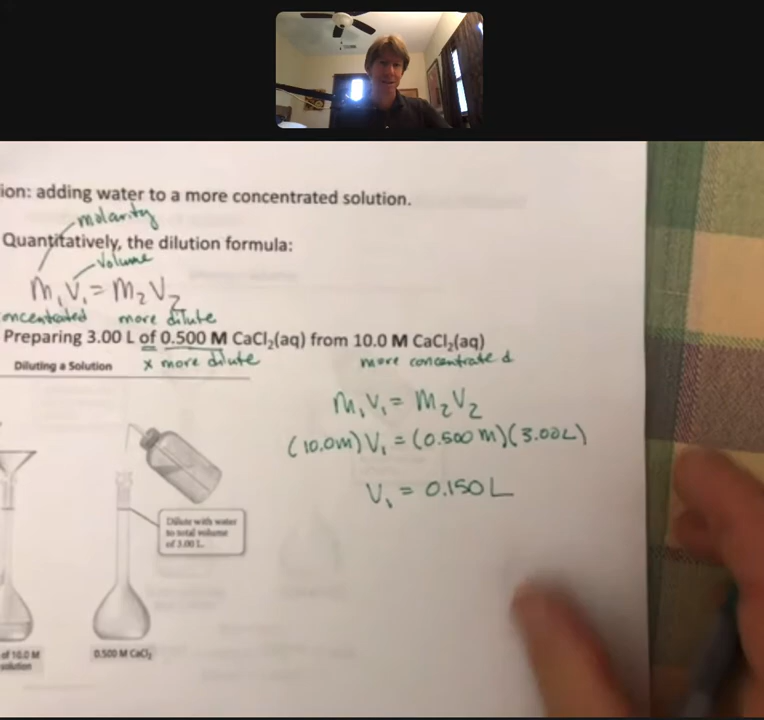 ion: adding water to a more concentrated solution.
molarity
Quantitatively, the dilution formula:
Volume
M₁V₁ = M₂V₂
oncentrated more dilute
Preparing 3.00 L of 0.500 M CaCl₂(aq) from 10.0 M CaCl₂(aq)
Diluting a Solution x more dilute more concentrated
M₁V₁ = M₂V₂
(10.0M)V₁ = (0.500 M)(3.00L)
V₁ = 0.150 L
Dilute with water
to total volume
of 3.00 L.
of 10.0 M
solution
0.500 M CaCl₂